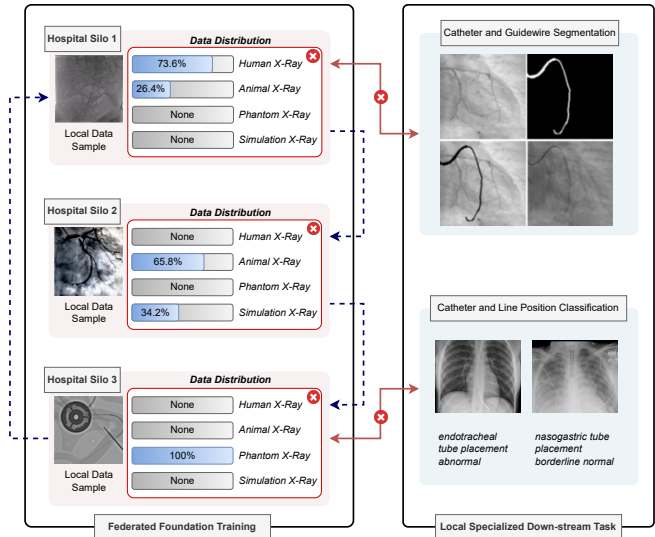 Hospital Silo 1
Data Distribution
73.6%
Human X-Ray
26.4%
Animal X-Ray
None
Phantom X-Ray
None
Simulation X-Ray
Local Data
Sample
Hospital Silo 2
Data Distribution
None
Human X-Ray
65.8%
Animal X-Ray
None
Phantom X-Ray
34.2%
Simulation X-Ray
Local Data
Sample
Hospital Silo 3
Data Distribution
None
Human X-Ray
None
Animal X-Ray
100%
Phantom X-Ray
None
Simulation X-Ray
Local Data
Sample
Federated Foundation Training
Catheter and Guidewire Segmentation
Catheter and Line Position Classification
endotracheal
tube placement
abnormal
nasogastric tube
placement
borderline normal
Local Specialized Down-stream Task